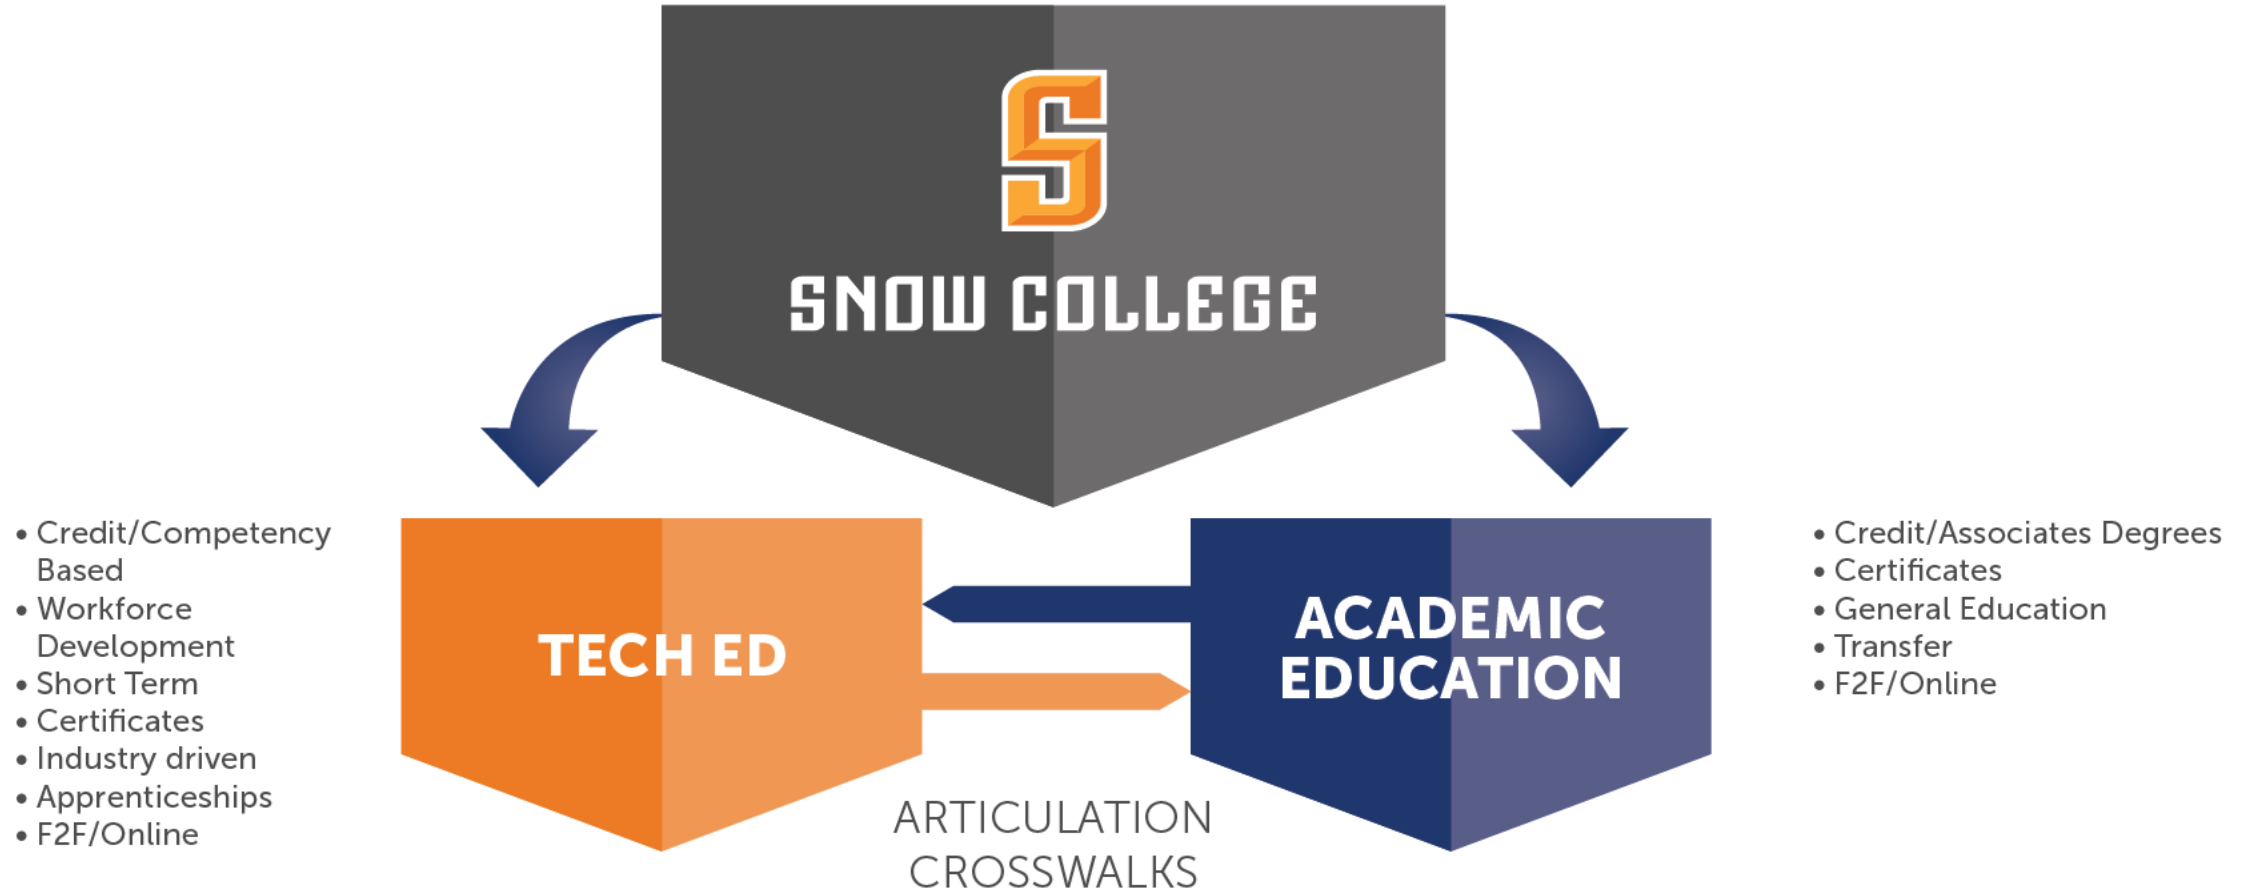 S
SNOW COLLEGE
• Credit/Competency
Based
• Workforce
Development
• Short Term
• Certificates
• Industry driven
• Apprenticeships
• F2F/Online
TECH ED
ACADEMIC
EDUCATION
• Credit/Associates Degrees
• Certificates
• General Education
• Transfer
• F2F/Online
ARTICULATION
CROSSWALKS